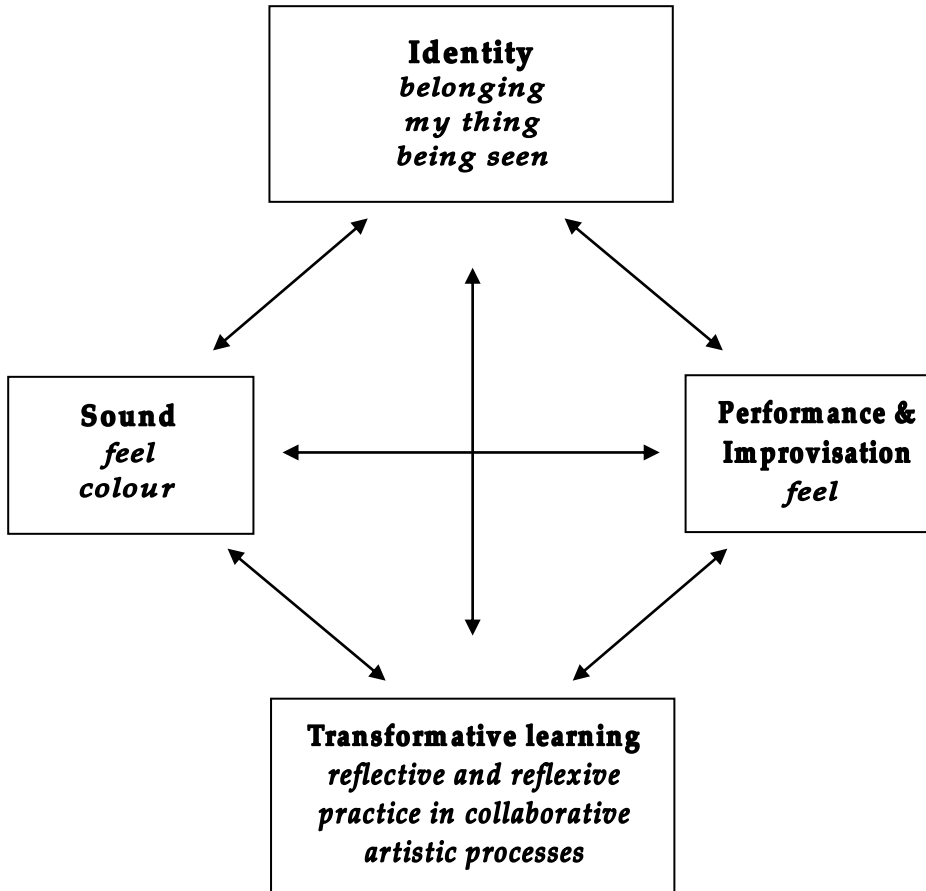 Identity
belonging
my thing
being seen
Sound
feel
colour
Performance &
Improvisation
feel
Transformative learning
reflective and reflexive
practice in collaborative
artistic processes